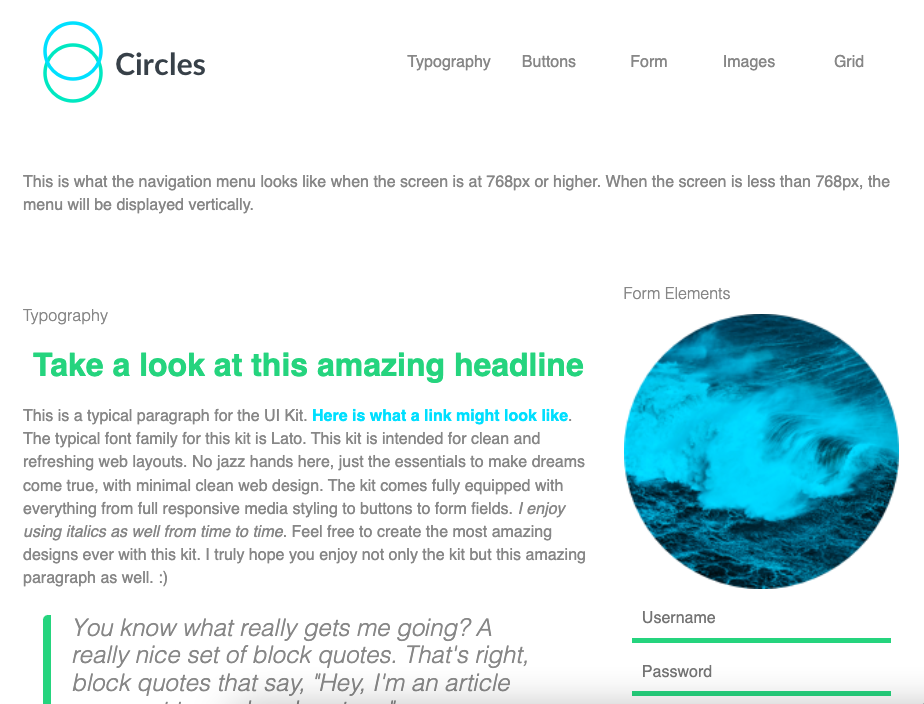 Circles
Typography Buttons Form Images Grid
This is what the navigation menu looks like when the screen is at 768px or higher. When the screen is less than 768px, the
menu will be displayed vertically.
Typography
Take a look at this amazing headline
This is a typical paragraph for the UI Kit. Here is what a link might look like.
The typical font family for this kit is Lato. This kit is intended for clean and
refreshing web layouts. No jazz hands here, just the essentials to make dreams
come true, with minimal clean web design. The kit comes fully equipped with
everything from full responsive media styling to buttons to form fields. I enjoy
using italics as well from time to time. Feel free to create the most amazing
designs ever with this kit. I truly hope you enjoy not only the kit but this amazing
paragraph as well. :)
You know what really gets me going? A
really nice set of block quotes. That's right,
block quotes that say, "Hey, I'm an article
Form Elements
Username
Password